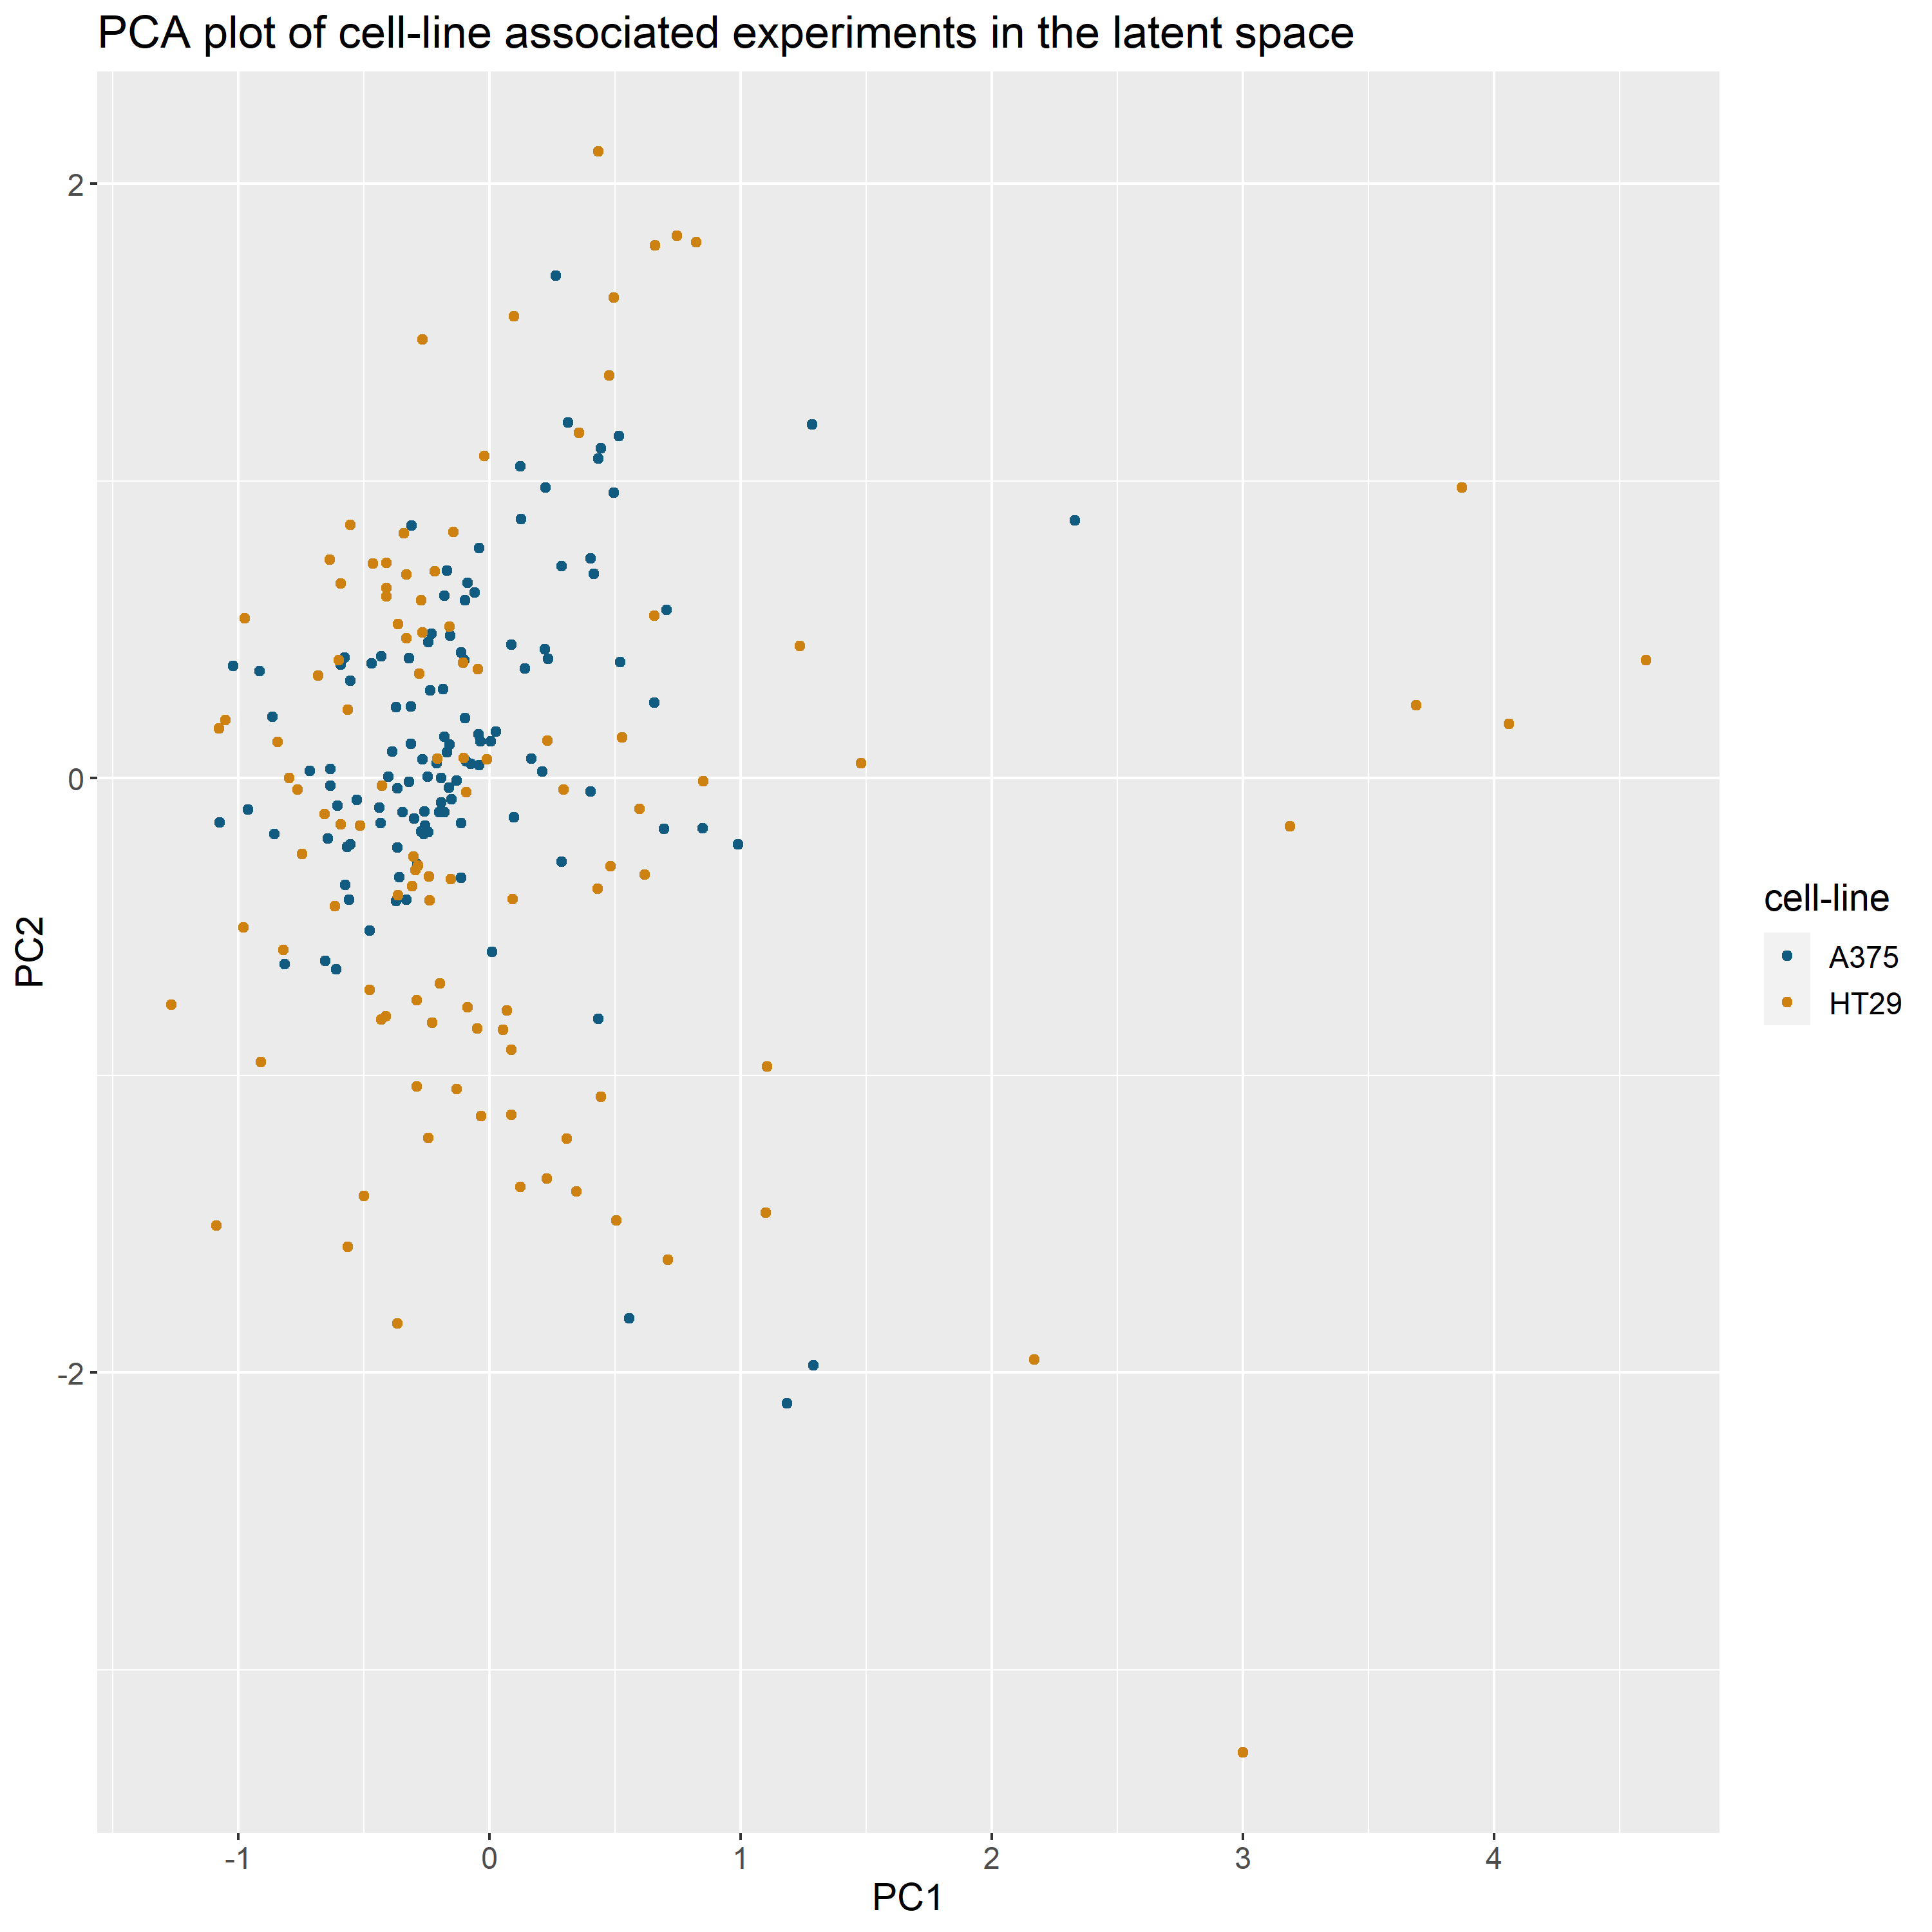 PCA plot of cell-line associated experiments in the latent space
2
0
-2
PC2
-1
0
1
2
3
4
PC1
cell-line
A375
HT29